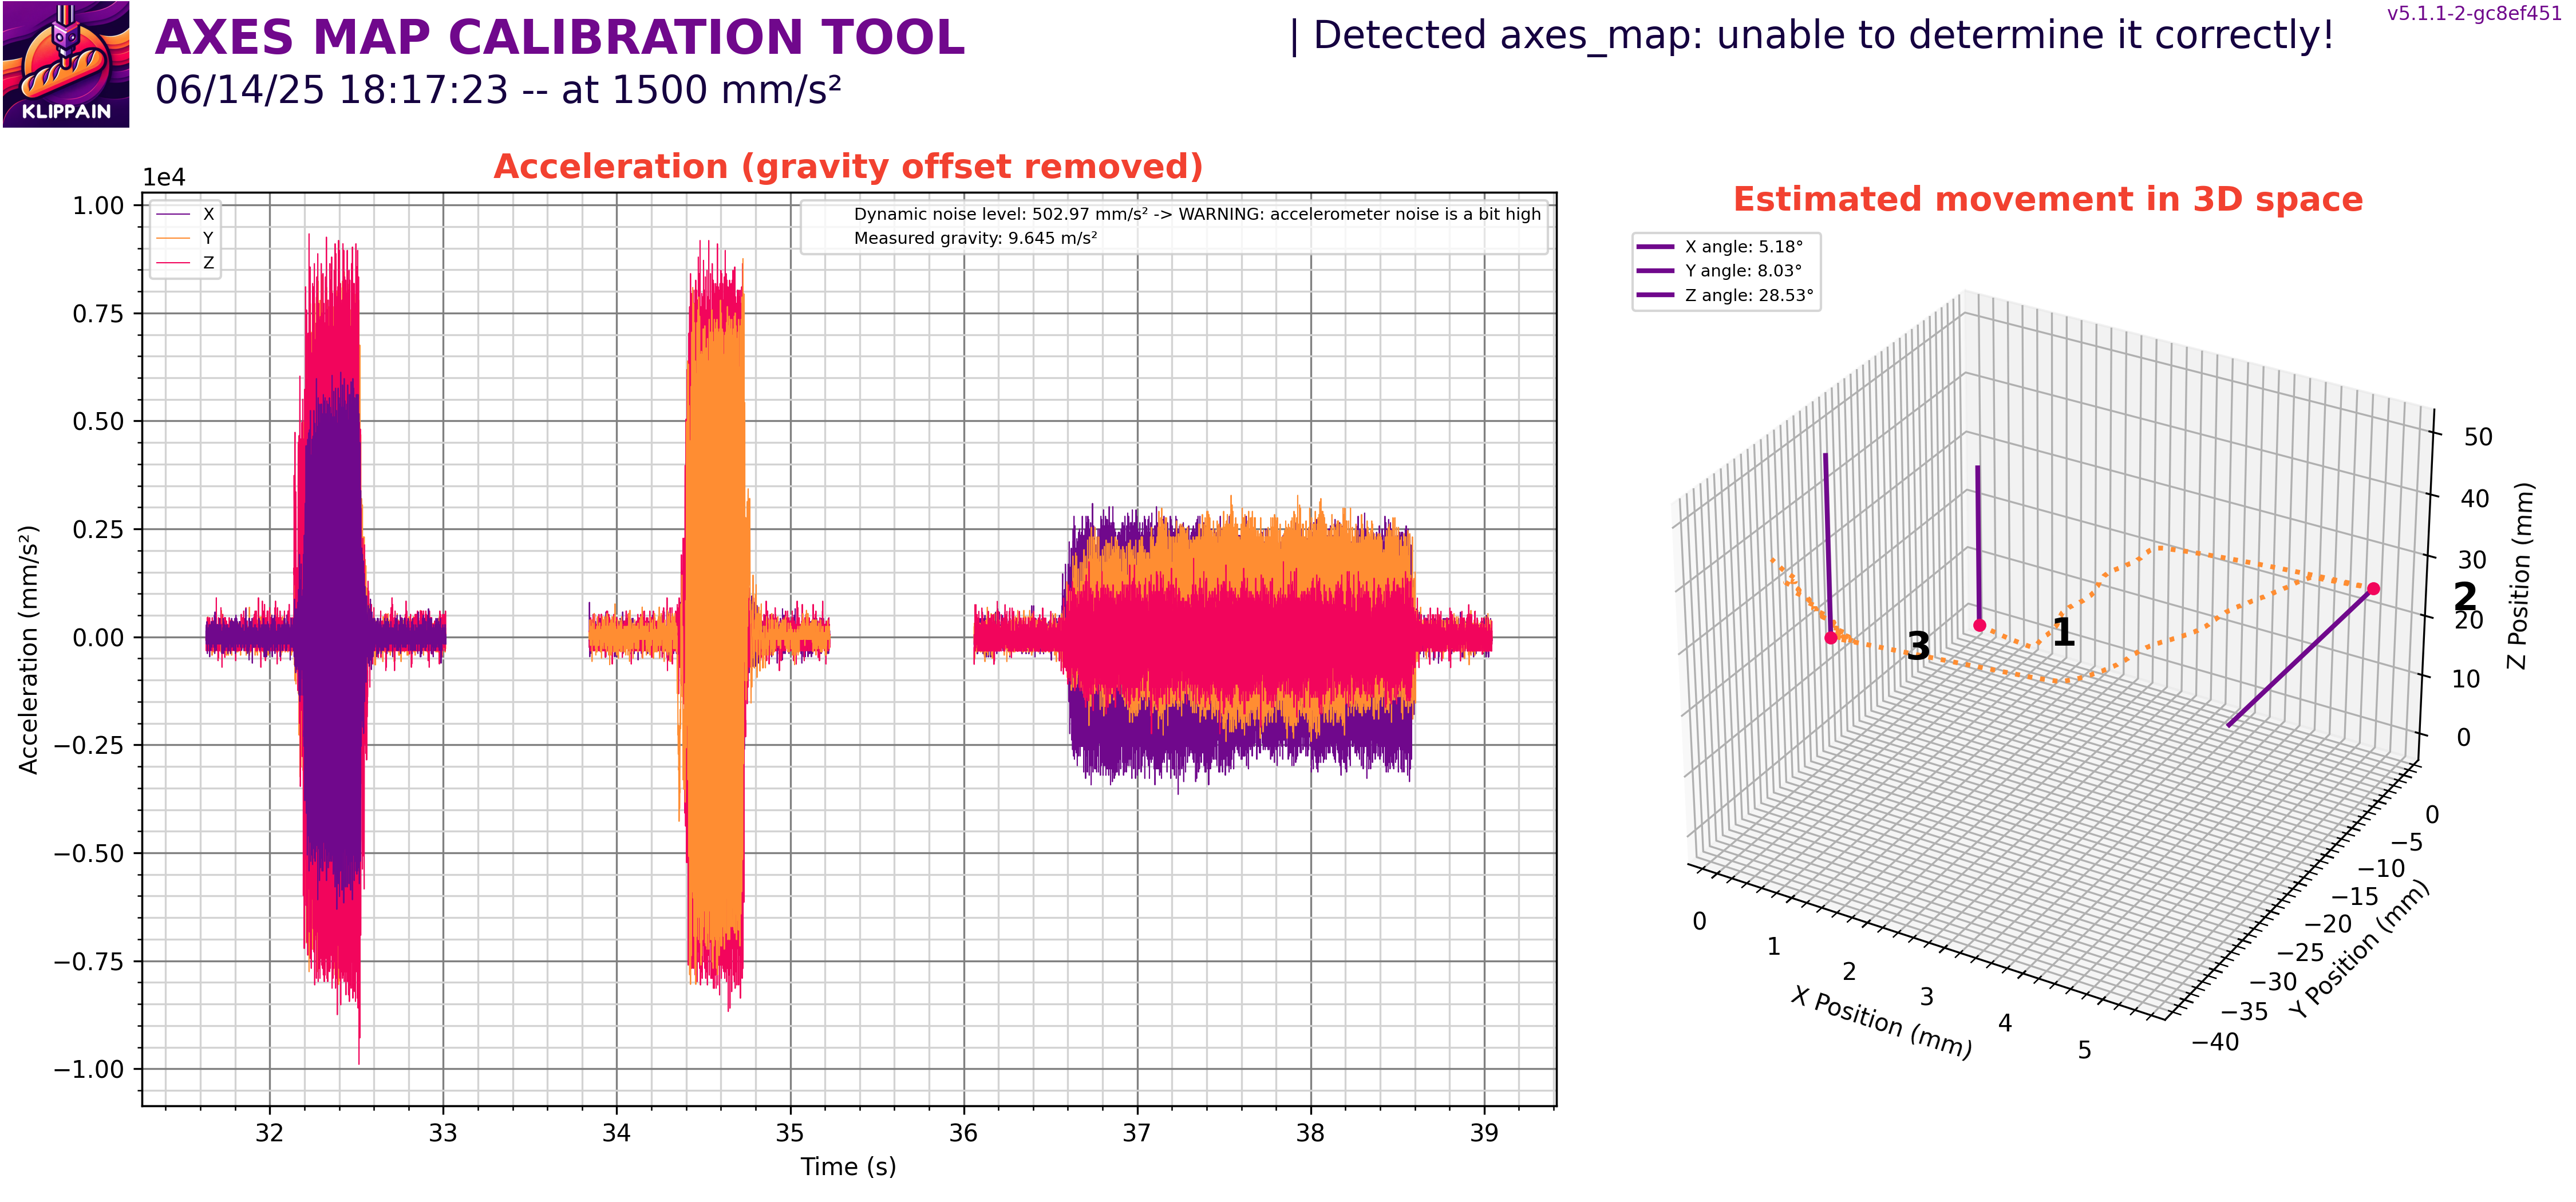 KLIPPAIN
AXES MAP CALIBRATION TOOL
06/14/25 18:17:23 -- at 1500 mm/s²
| Detected axes_map: unable to determine it correctly!
v5.1.1-2-gc8ef451
Acceleration (gravity offset removed)
1e4
X
Y
Z
Dynamic noise level: 502.97 mm/s² -> WARNING: accelerometer noise is a bit high
Measured gravity: 9.645 m/s²
Acceleration (mm/s²)
1.00
0.75
0.50
0.25
0.00
−0.25
−0.50
−0.75
−1.00
32 33 34 35 36 37 38 39
Time (s)
Estimated movement in 3D space
X angle: 5.18°
Y angle: 8.03°
Z angle: 28.53°
1
2
3
0 1 2 3 4 5
X Position (mm)
0
−5
−10
−15
−20
−25
−30
−35
−40
Y Position (mm)
50
40
30
20
10
0
Z Position (mm)